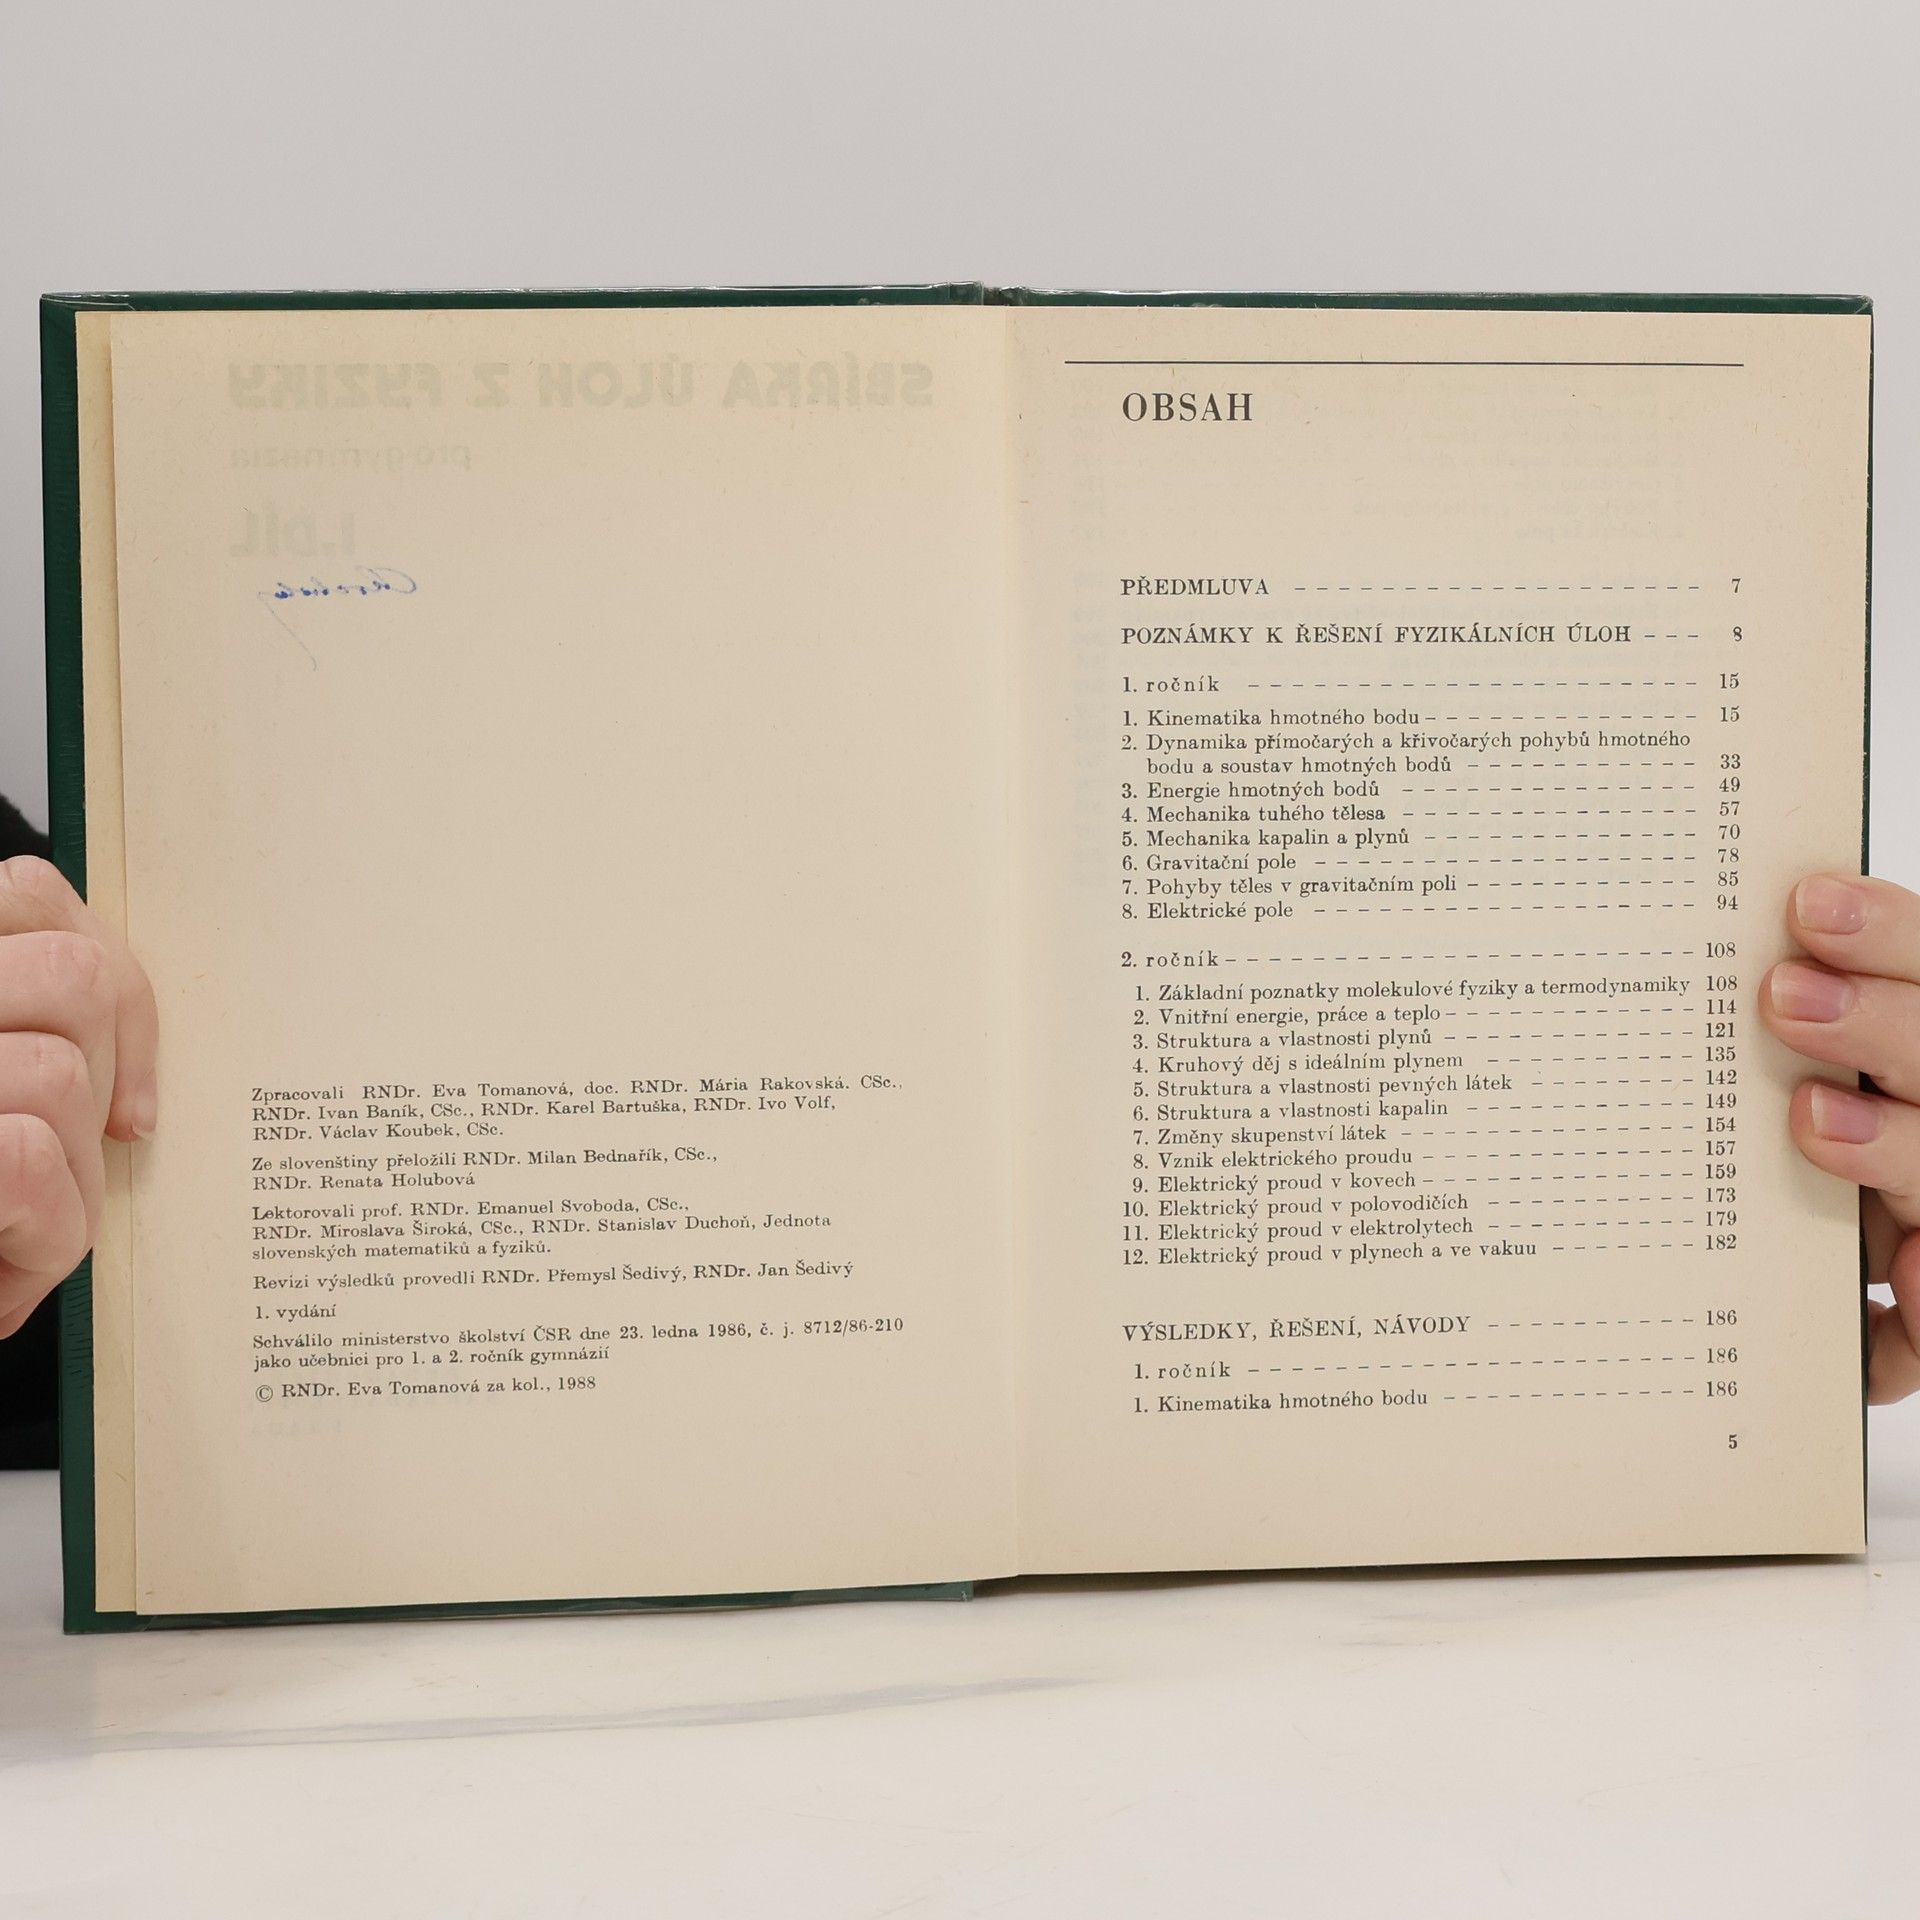 SBÍRKA ÚLOH Z FYZIKY
pro gymnázia
I. DÍL
Zpracovali RNDr. Eva Tomanová, doc. RNDr. Mária Rakovská. CSc.,
RNDr. Ivan Baník, CSc., RNDr. Karel Bartuška, RNDr. Ivo Volf,
RNDr. Václav Koubek, CSc.
Ze slovenštiny přeložili RNDr. Milan Bednařík, CSc.,
RNDr. Renata Holubová
Lektorovali prof. RNDr. Emanuel Svoboda, CSc.,
RNDr. Miroslava Široká, CSc., RNDr. Stanislav Duchoň, Jednota
slovenských matematiků a fyziků.
Revizi výsledků provedli RNDr. Přemysl Šedivý, RNDr. Jan Šedivý
1. vydání
Schválilo ministerstvo školství ČSR dne 23. ledna 1986, č. j. 8712/86-210
jako učebnici pro 1. a 2. ročník gymnázií
© RNDr. Eva Tomanová za kol., 1988
OBSAH
PŘEDMLUVA – – – – – – – – – – – – – – – – – – – 7
POZNÁMKY K ŘEŠENÍ FYZIKÁLNÍCH ÚLOH – – – 8
1. ročník – – – – – – – – – – – – – – – – – – – – – 15
1. Kinematika hmotného bodu – – – – – – – – – – – – – 15
2. Dynamika přímočarých a křivočarých pohybů hmotného
bodu a soustav hmotných bodů – – – – – – – – – – – 33
3. Energie hmotných bodů – – – – – – – – – – – – – – 49
4. Mechanika tuhého tělesa – – – – – – – – – – – – – – 57
5. Mechanika kapalin a plynů – – – – – – – – – – – – – 70
6. Gravitační pole – – – – – – – – – – – – – – – – – – 78
7. Pohyby těles v gravitačním poli – – – – – – – – – – – 85
8. Elektrické pole – – – – – – – – – – – – – – – – – – 94
2. ročník – – – – – – – – – – – – – – – – – – – – – – 108
1. Základní poznatky molekulové fyziky a termodynamiky 108
2. Vnitřní energie, práce a teplo – – – – – – – – – – – – 114
3. Struktura a vlastnosti plynů – – – – – – – – – – – – 121
4. Kruhový děj s ideálním plynem – – – – – – – – – – 135
5. Struktura a vlastnosti pevných látek – – – – – – – – 142
6. Struktura a vlastnosti kapalin – – – – – – – – – – – 149
7. Změny skupenství látek – – – – – – – – – – – – – – 154
8. Vznik elektrického proudu – – – – – – – – – – – – – 157
9. Elektrický proud v kovech – – – – – – – – – – – – – 159
10. Elektrický proud v polovodičích – – – – – – – – – – 173
11. Elektrický proud v elektrolytech – – – – – – – – – – 179
12. Elektrický proud v plynech a ve vakuu – – – – – – – 182
VÝSLEDKY, ŘEŠENÍ, NÁVODY – – – – – – – – – – 186
1. ročník – – – – – – – – – – – – – – – – – – – – – 186
1. Kinematika hmotného bodu – – – – – – – – – – – – 186
5